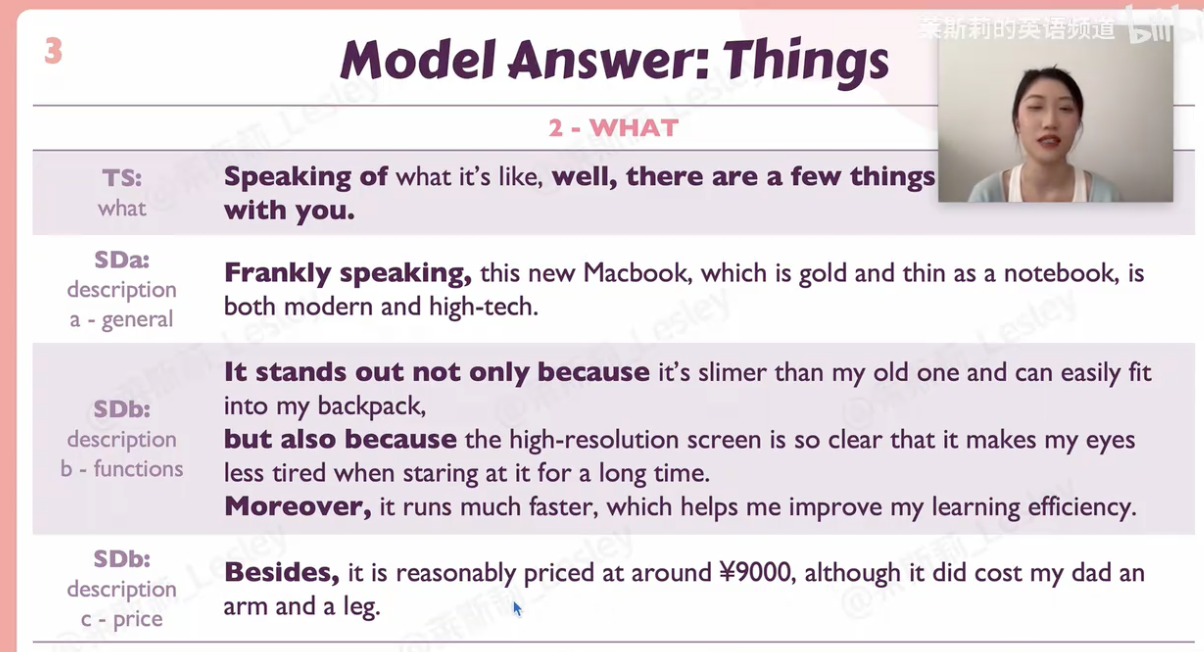 莱斯莉的英语频道 bilibili
3
Model Answer: Things
2 - WHAT
TS:
what
Speaking of what it's like, well, there are a few things
with you.
SDa:
description
a - general
Frankly speaking, this new Macbook, which is gold and thin as a notebook, is
both modern and high-tech.
SDb:
description
b - functions
It stands out not only because it's slimer than my old one and can easily fit
into my backpack,
but also because the high-resolution screen is so clear that it makes my eyes
less tired when staring at it for a long time.
Moreover, it runs much faster, which helps me improve my learning efficiency.
SDb:
description
c - price
Besides, it is reasonably priced at around ¥9000, although it did cost my dad an
arm and a leg.
@莱斯莉_Lesley